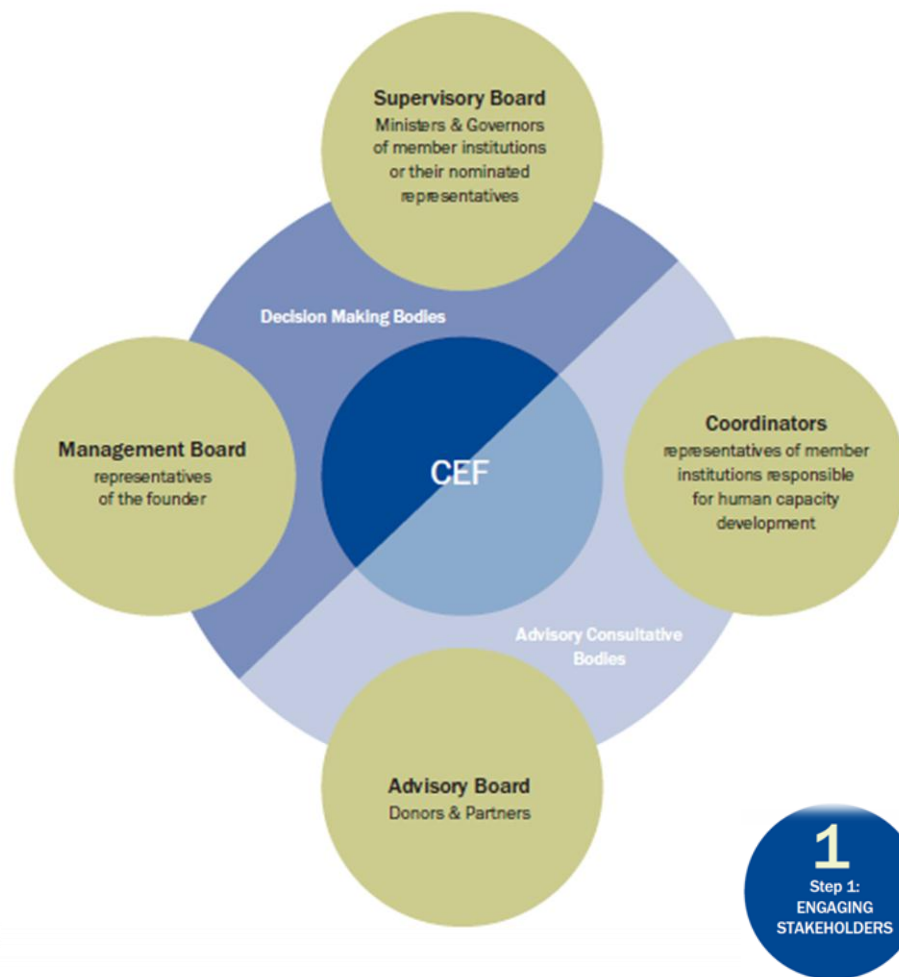 Supervisory Board
Ministers & Governors
of member institutions
or their nominated
representatives
Decision Making Bodies
Management Board
representatives
of the founder
CEF
Coordinators
representatives of member
institutions responsible
for human capacity
development
Advisory Consultative
Bodies
Advisory Board
Donors & Partners
1
Step 1:
ENGAGING
STAKEHOLDERS